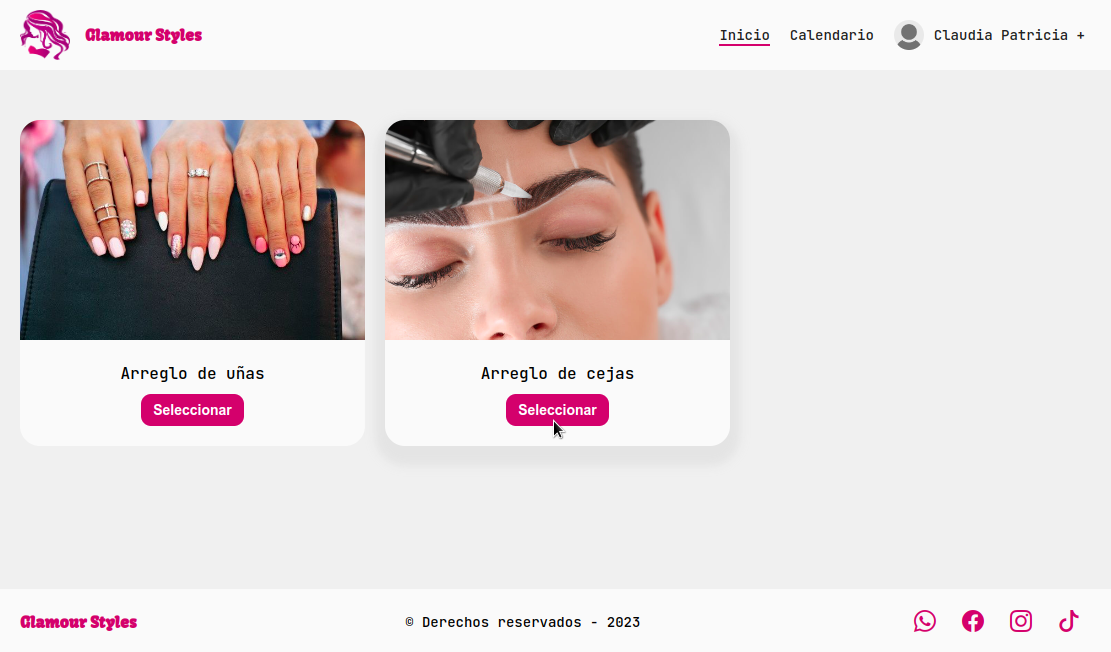 Glamour Styles
Inicio Calendario Claudia Patricia +
Arreglo de uñas
Seleccionar
Arreglo de cejas
Seleccionar
Glamour Styles
© Derechos reservados - 2023